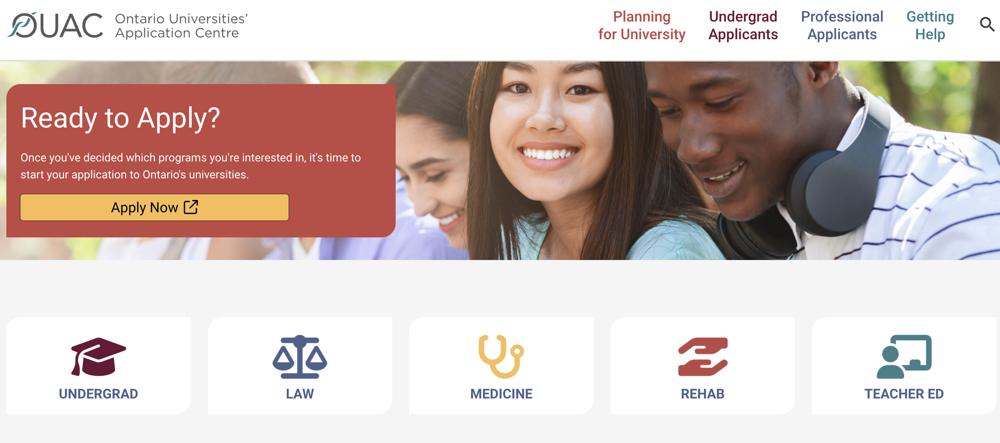 OUAC
Ontario Universities’
Application Centre
Planning
for University
Undergrad
Applicants
Professional
Applicants
Getting
Help
Ready to Apply?
Once you've decided which programs you're interested in, it's time to
start your application to Ontario's universities.
Apply Now
UNDERGRAD
LAW
MEDICINE
REHAB
TEACHER ED